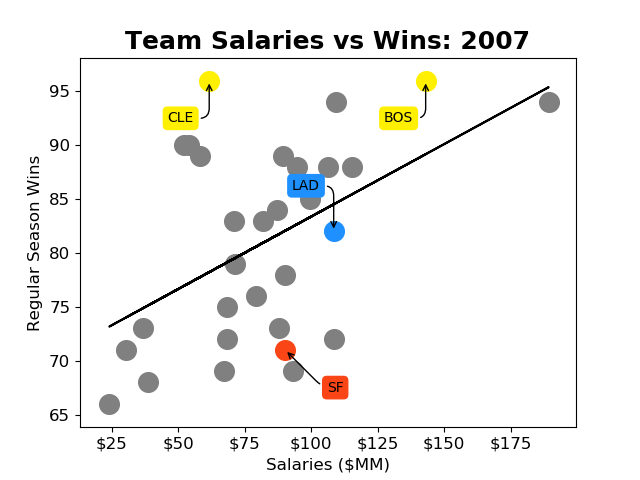 Team Salaries vs Wins: 2007
CLE
BOS
LAD
SF
Regular Season Wins
95
90
85
80
75
70
65
$25
$50
$75
$100
$125
$150
$175
Salaries ($MM)